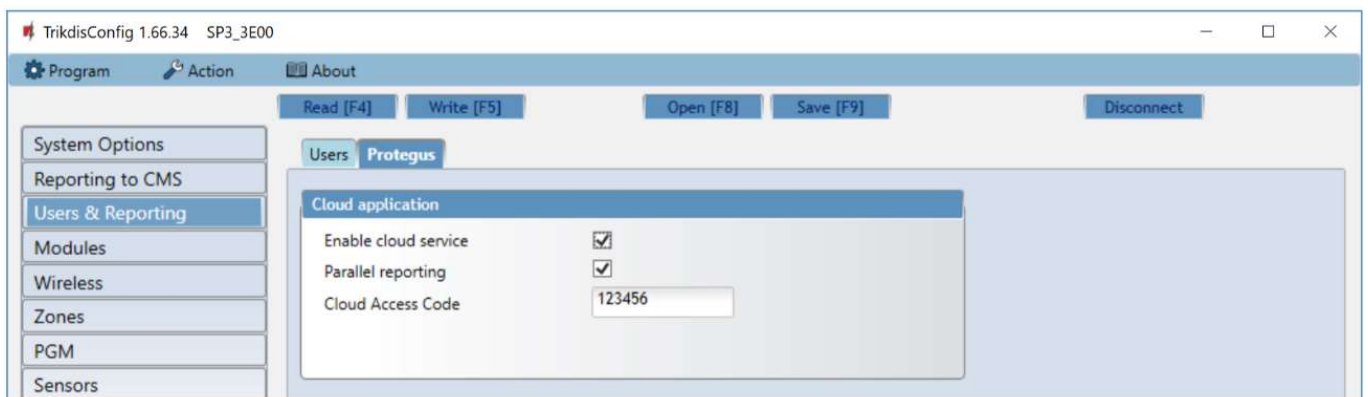 TrikdisConfig 1.66.34 SP3_3E00
Program Action About
Read [F4] Write [F5] Open [F8] Save [F9] Disconnect
System Options
Reporting to CMS
Users & Reporting
Modules
Wireless
Zones
PGM
Sensors
Users Protegus
Cloud application
Enable cloud service
Parallel reporting
Cloud Access Code 123456